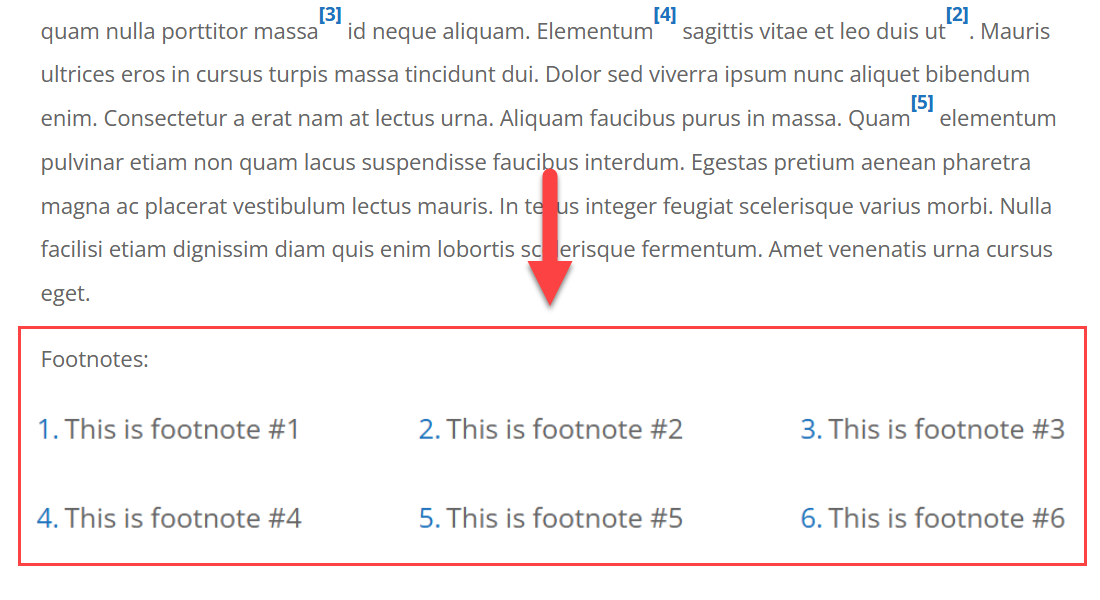 quam nulla porttitor massa[3] id neque aliquam. Elementum[4] sagittis vitae et leo duis ut[2]. Mauris
ultrices eros in cursus turpis massa tincidunt dui. Dolor sed viverra ipsum nunc aliquet bibendum
enim. Consectetur a erat nam at lectus urna. Aliquam faucibus purus in massa. Quam[5] elementum
pulvinar etiam non quam lacus suspendisse faucibus interdum. Egestas pretium aenean pharetra
magna ac placerat vestibulum lectus mauris. In tellus integer feugiat scelerisque varius morbi. Nulla
facilisi etiam dignissim diam quis enim lobortis scelerisque fermentum. Amet venenatis urna cursus
eget.
Footnotes:
1. This is footnote #1 2. This is footnote #2 3. This is footnote #3
4. This is footnote #4 5. This is footnote #5 6. This is footnote #6